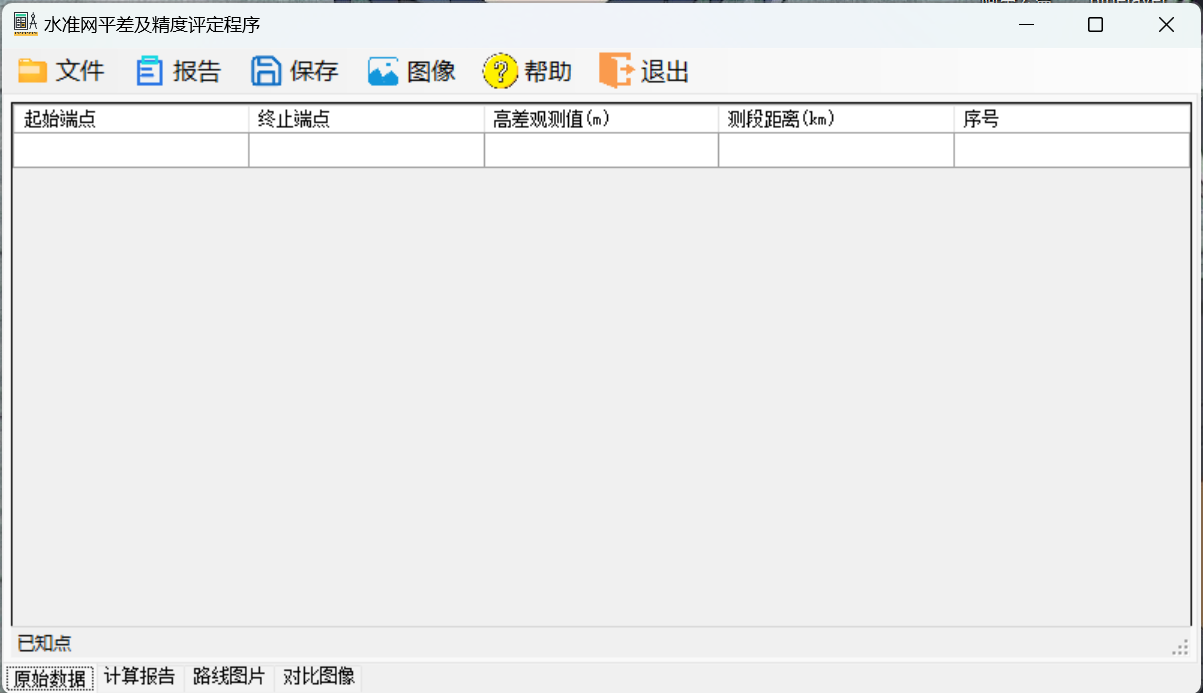 水准网平差及精度评定程序
文件 报告 保存 图像 帮助 退出
起始端点 终止端点 高差观测值(m) 测段距离(km) 序号
已知点
原始数据 计算报告 路线图片 对比图像